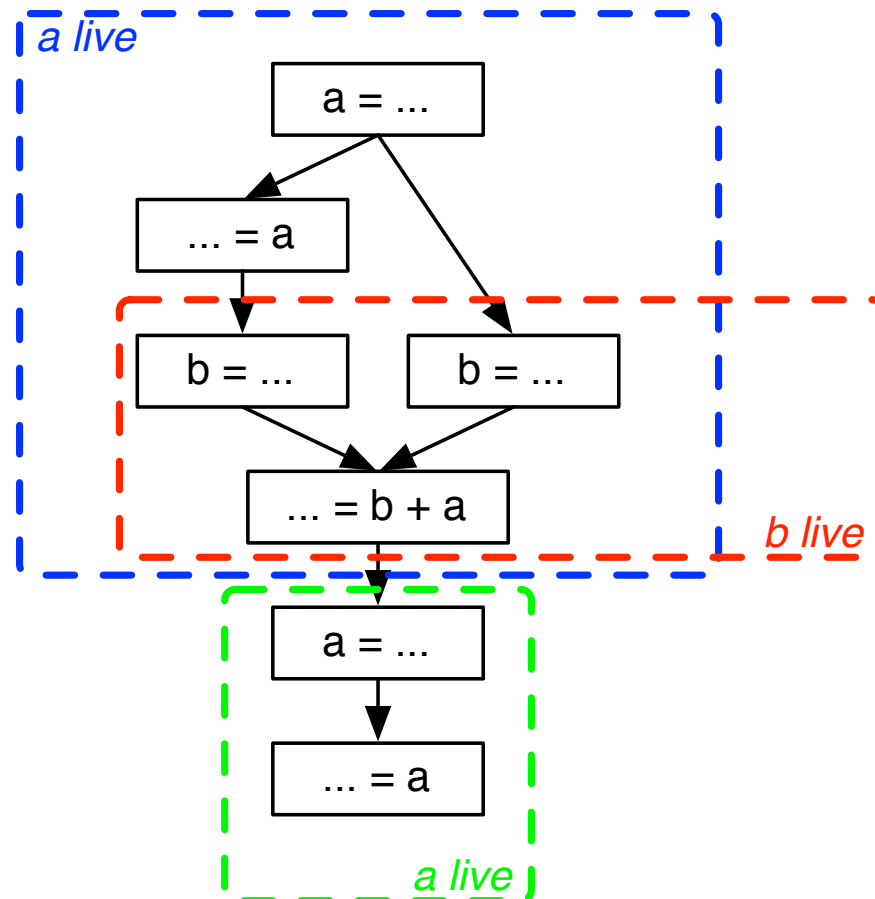 a live
a = ...
... = a
b = ...
b = ...
... = b + a
b live
a = ...
... = a
a live